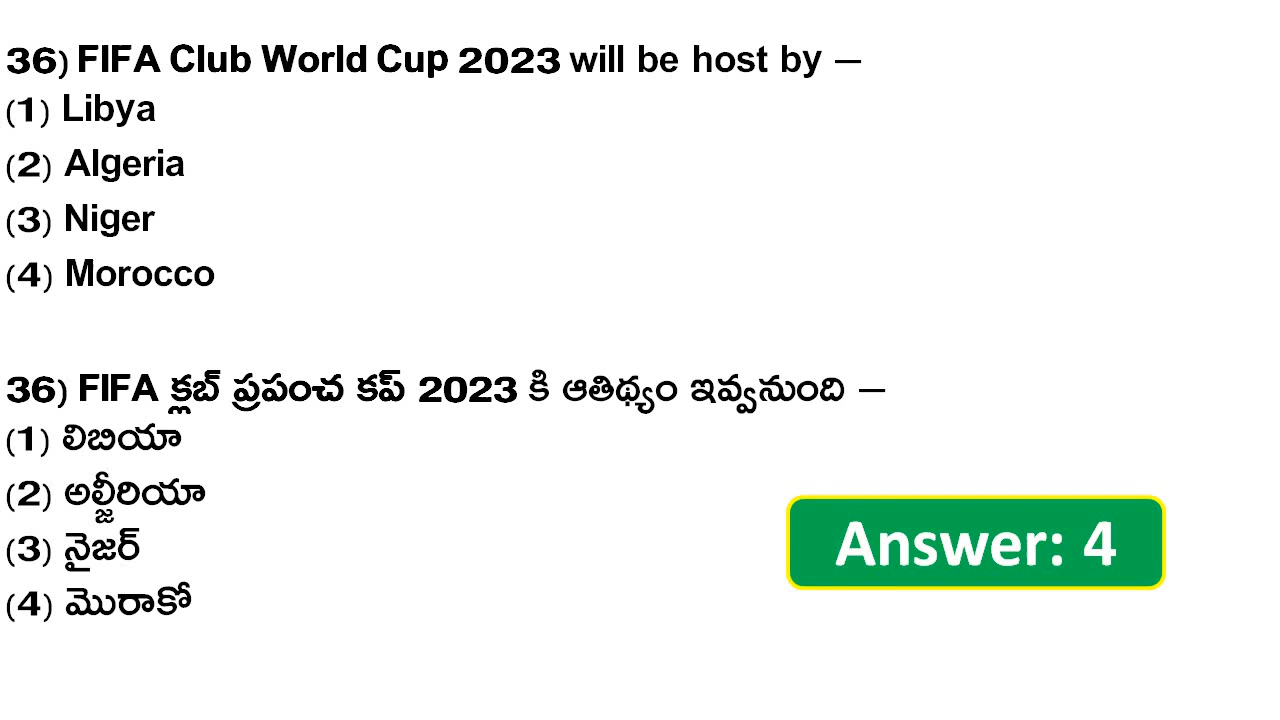 36) FIFA Club World Cup 2023 will be host by –
(1) Libya
(2) Algeria
(3) Niger
(4) Morocco
36) FIFA క్లబ్ ప్రపంచ కప్ 2023 కి ఆతిథ్యం ఇవ్వనుంది –
(1) లిబియా
(2) అల్జీరియా
(3) నైజర్
(4) మొరాకో
Answer: 4